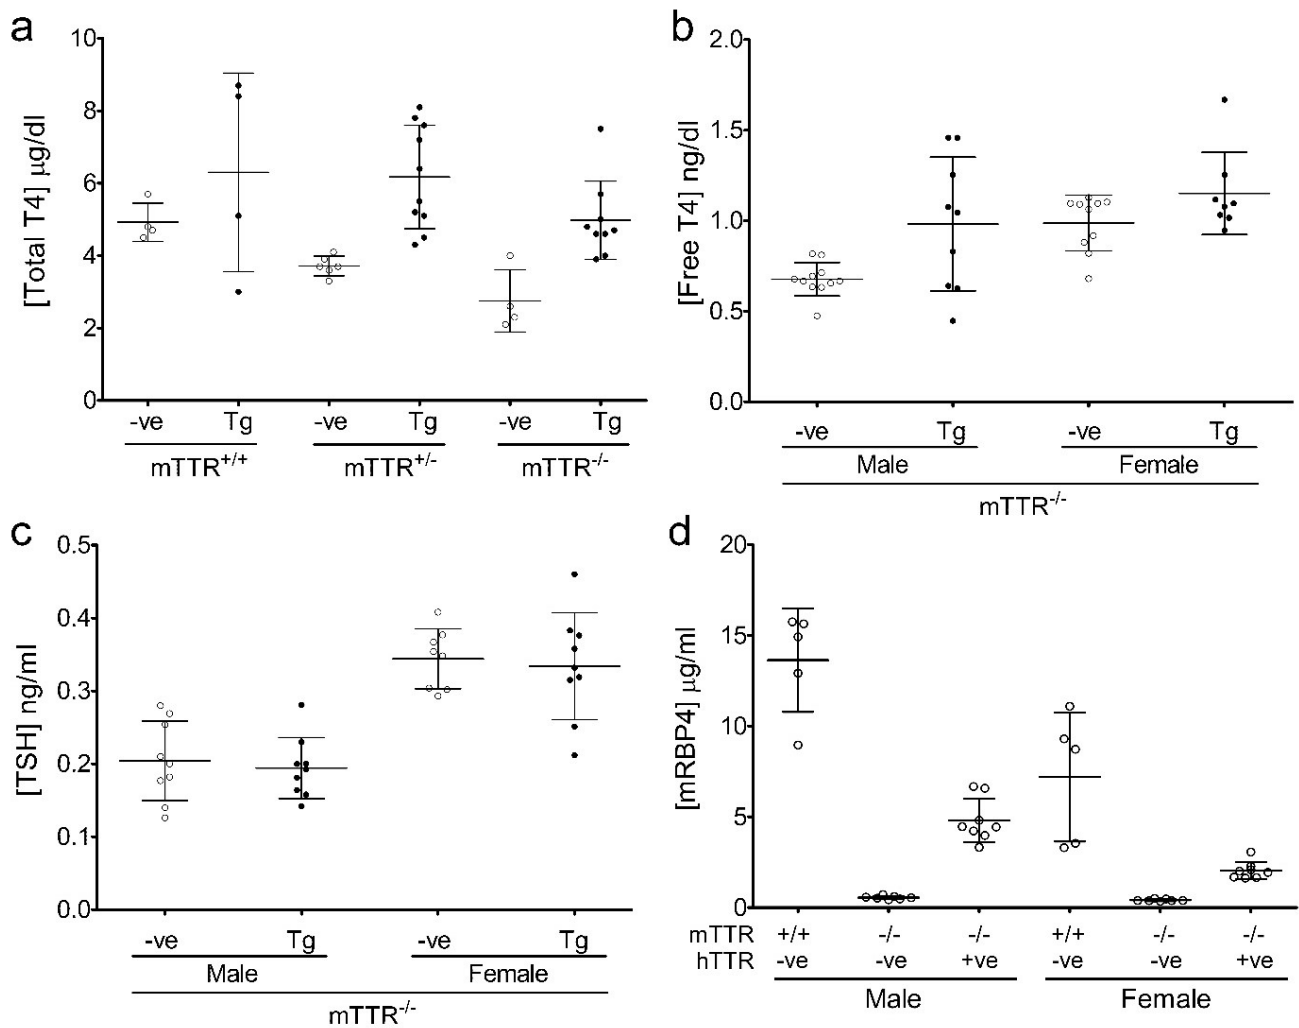 a
[Total T4] μg/dl
10
8
6
4
2
0
-ve Tg -ve Tg -ve Tg
mTTR+/+ mTTR+/- mTTR-/-
b
[Free T4] ng/dl
2.0
1.5
1.0
0.5
0.0
-ve Tg -ve Tg
Male Female
mTTR-/-
c
[TSH] ng/ml
0.5
0.4
0.3
0.2
0.1
0.0
-ve Tg -ve Tg
Male Female
mTTR-/-
d
[mRBP4] μg/ml
20
15
10
5
0
mTTR +/+ -/- -/- +/+ -/- -/-
hTTR -ve -ve +ve -ve -ve +ve
Male Female